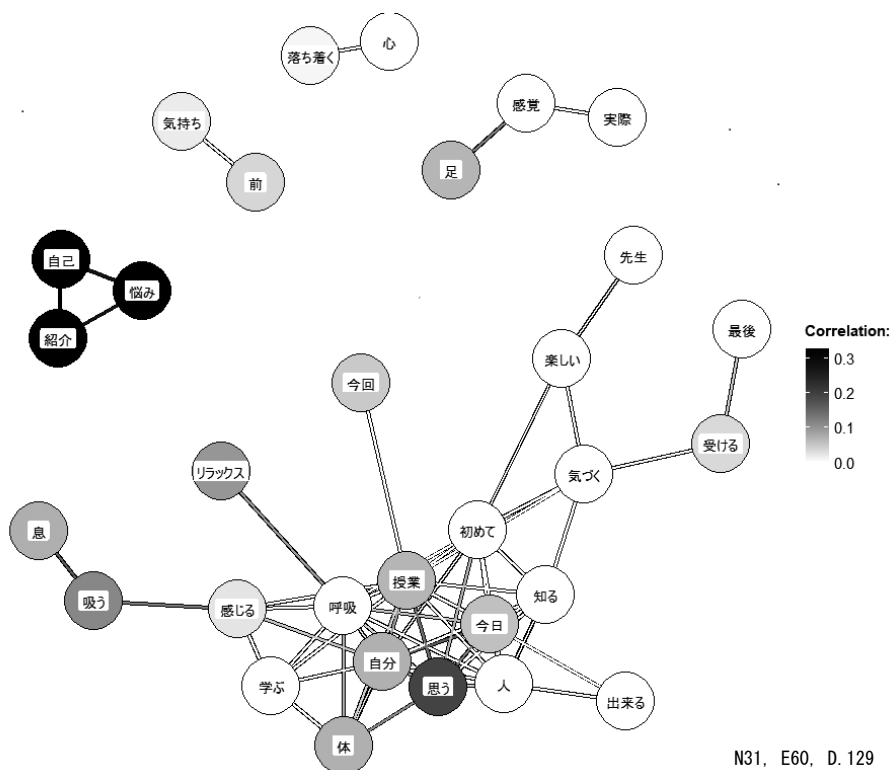 心
落ち着く
感覚
実際
気持ち
足
前
自己
悩み
紹介
先生
最後
楽しい
今回
Correlation:
0.3
0.2
0.1
0.0
受ける
リラックス
気づく
息
初めて
授業
吸う
感じる
呼吸
知る
今日
自分
学ぶ
思う
人
出来る
体
N31, E60, D.129